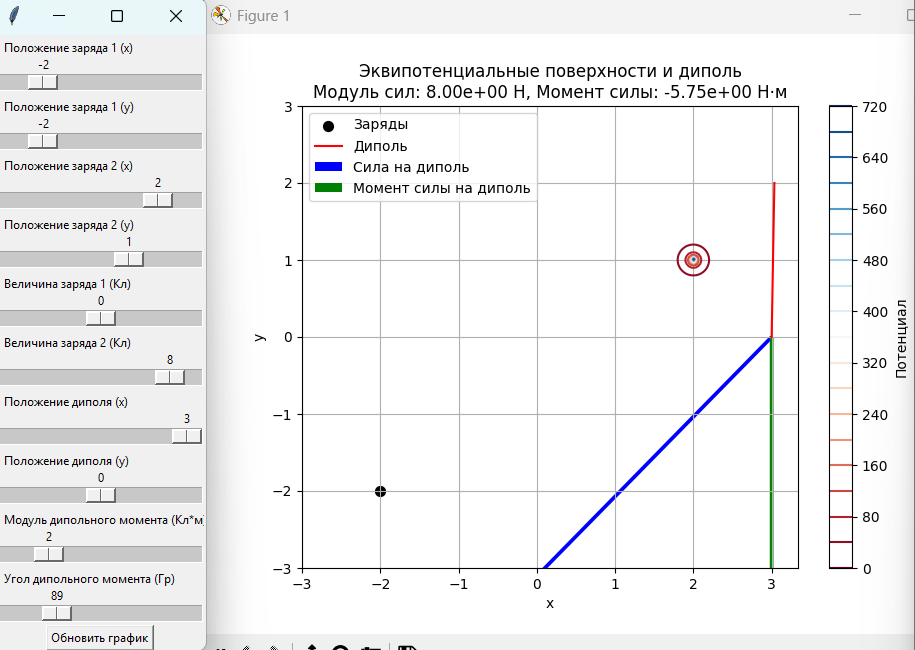 Положение заряда 1 (x)
-2
Положение заряда 1 (y)
-2
Положение заряда 2 (x)
2
Положение заряда 2 (y)
1
Величина заряда 1 (Кл)
0
Величина заряда 2 (Кл)
8
Положение диполя (x)
3
Положение диполя (y)
0
Модуль дипольного момента (Кл*м
2
Угол дипольного момента (Гр)
89
Обновить график
Figure 1
Эквипотенциальные поверхности и диполь
Модуль сил: 8.00e+00 Н, Момент силы: -5.75e+00 Н·м
Заряды
Диполь
Сила на диполь
Момент силы на диполь
3
2
1
0
−1
−2
−3
y
−3
−2
−1
0
1
2
3
x
720
640
560
480
400
320
240
160
80
0
Потенциал